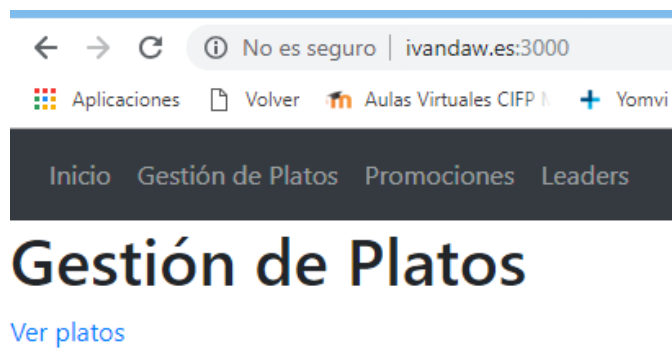 No es seguro | ivandaw.es:3000
Aplicaciones Volver Aulas Virtuales CIFP Yomvi
Inicio Gestión de Platos Promociones Leaders
Gestión de Platos
Ver platos